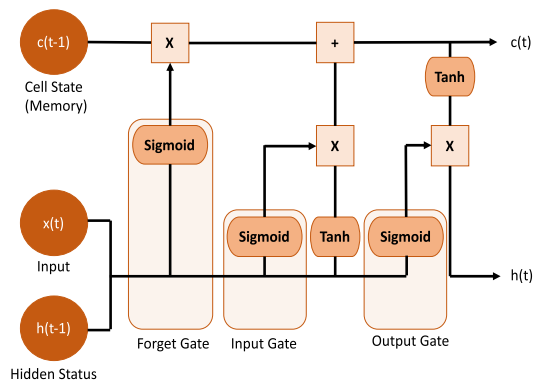 c(t-1)
X
+
c(t)
Cell State
(Memory)
Tanh
Sigmoid
X
X
x(t)
Sigmoid
Tanh
Sigmoid
Input
h(t)
h(t-1)
Forget Gate
Input Gate
Output Gate
Hidden Status